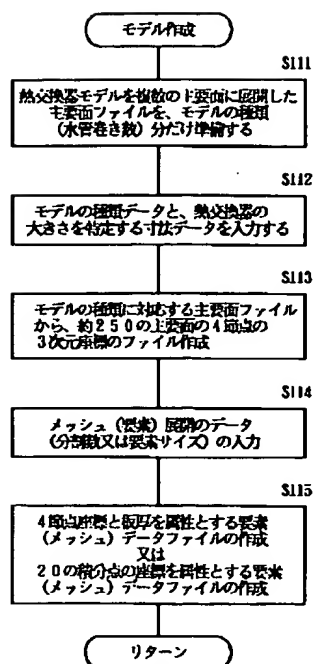 モデル作成
S111
熱交換器モデルを複数の主要面に展開した
主要面ファイルを、モデルの種類
(水管巻き数)分だけ準備する
S112
モデルの種類データと、熱交換器の
大きさを特定する寸法データを入力する
S113
モデルの種類に対応する主要面ファイル
から、約250の主要面の4節点の
3次元座標のファイル作成
S114
メッシュ(要素)展開のデータ
(分割数又は要素サイズ)の入力
S115
4節点座標と板厚を属性とする要素
(メッシュ)データファイルの作成
又は
20の積分点の座標を属性とする要素
(メッシュ)データファイルの作成
リターン